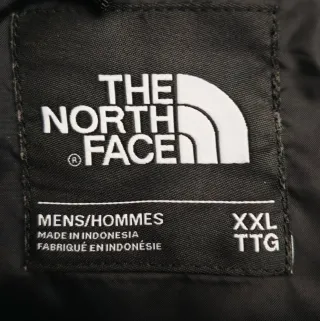 THE
NORTH
FACE
®
MENS/HOMMES
MADE IN INDONESIA
FABRIQUÉ EN INDONÉSIE
XXL
TTG